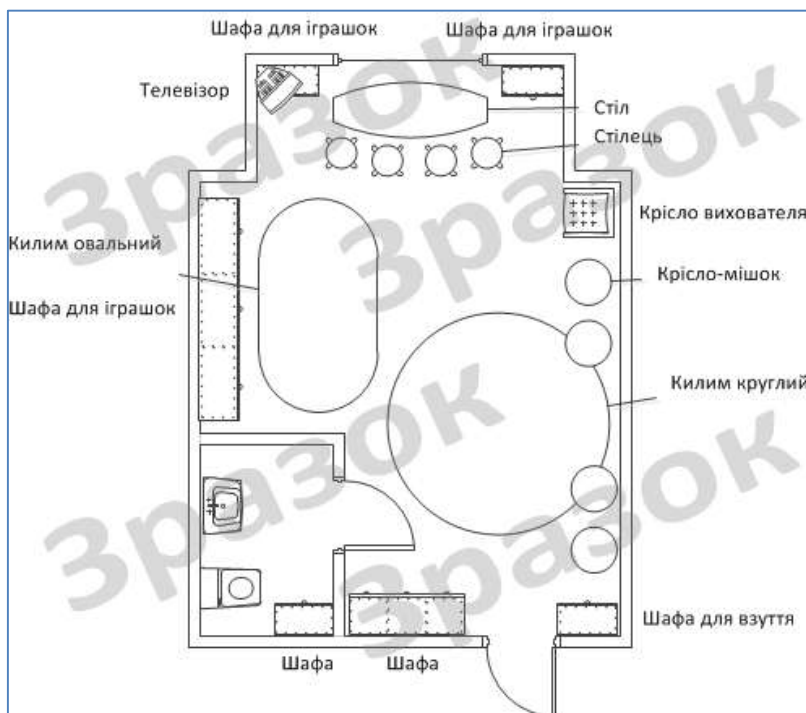 Шафа для іграшок
Шафа для іграшок
Телевізор
Стіл
Стілець
Крісло вихователя
Килим овальний
Крісло-мішок
Шафа для іграшок
Килим круглий
Шафа для взуття
Шафа
Шафа
Зразок
Зразок
Зразок
Зразок